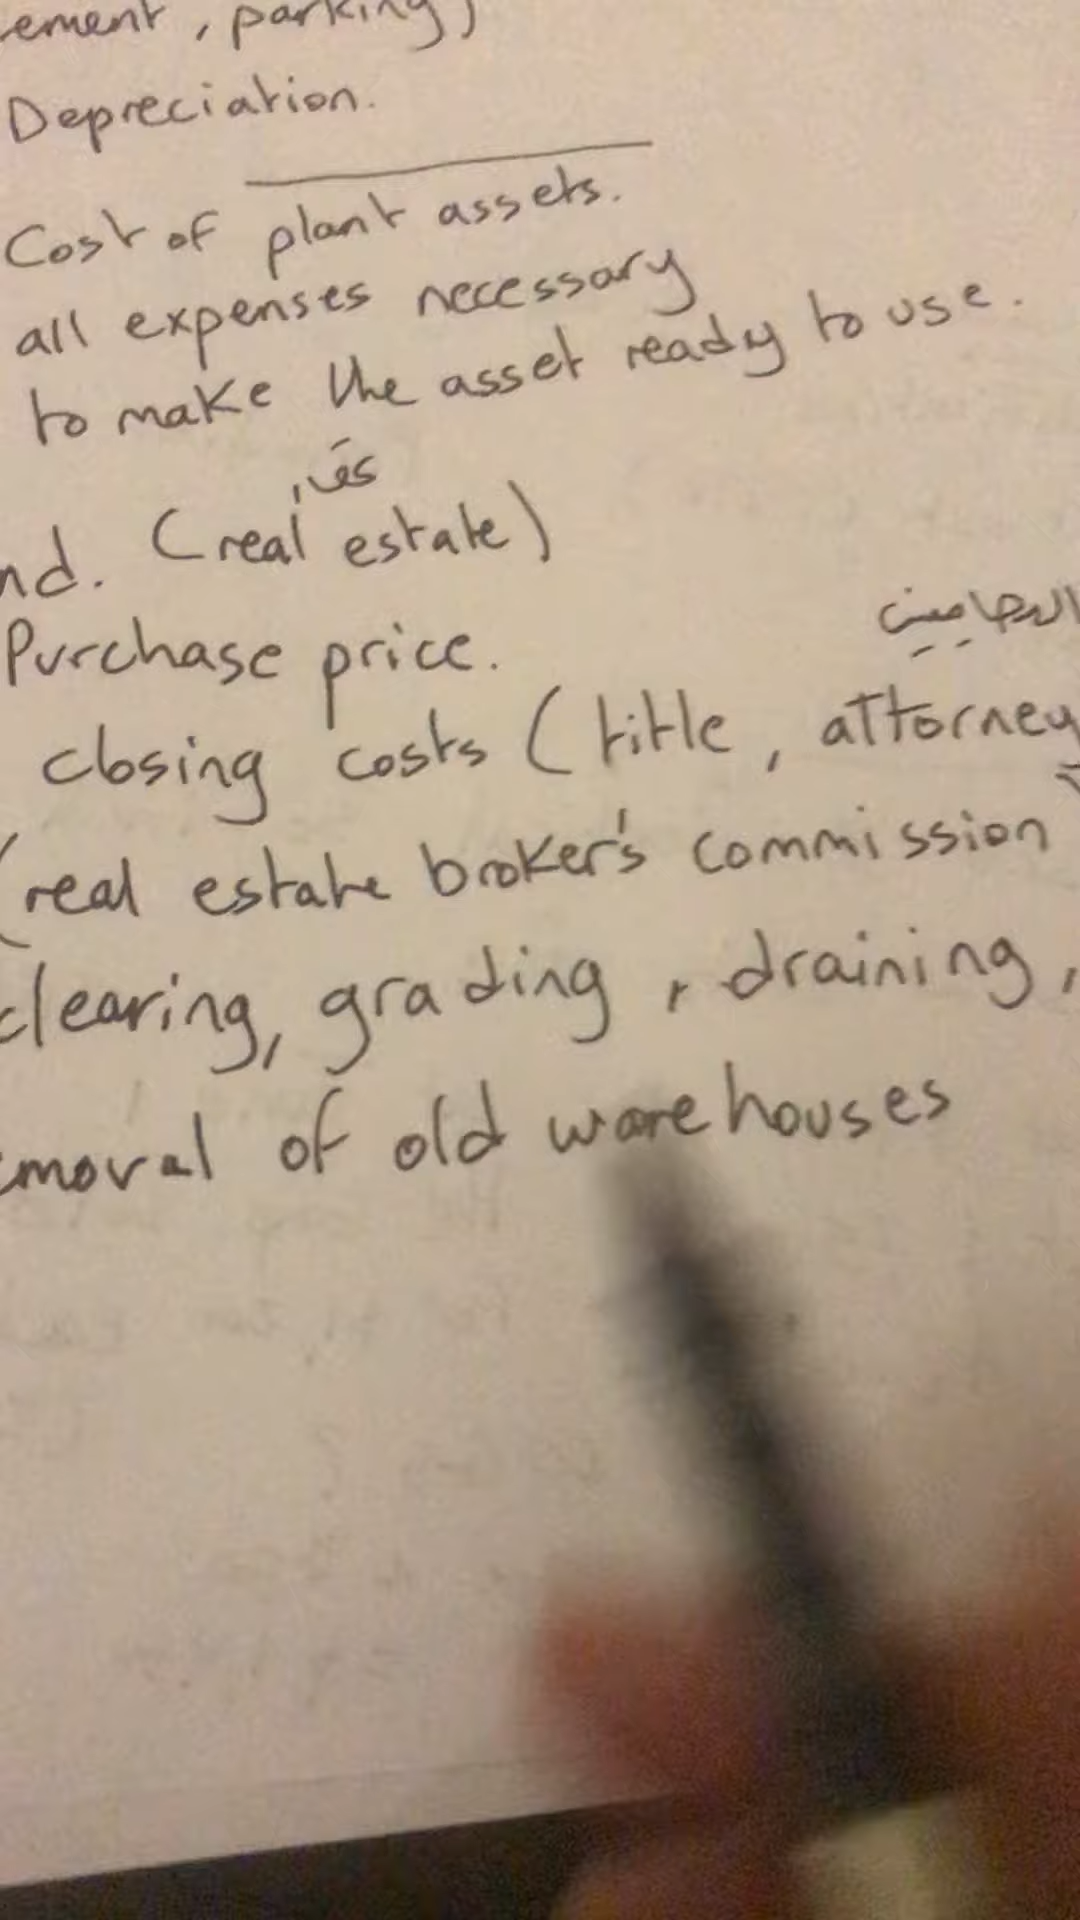 ement, parking)
Depreciation.
Cost of plant assets.
all expenses necessary
to make the asset ready to use.
nd. (real estate)
Purchase price.
closing costs (title, attorney
(real estate broker's commission
clearing, grading, draining,
moval of old warehouses